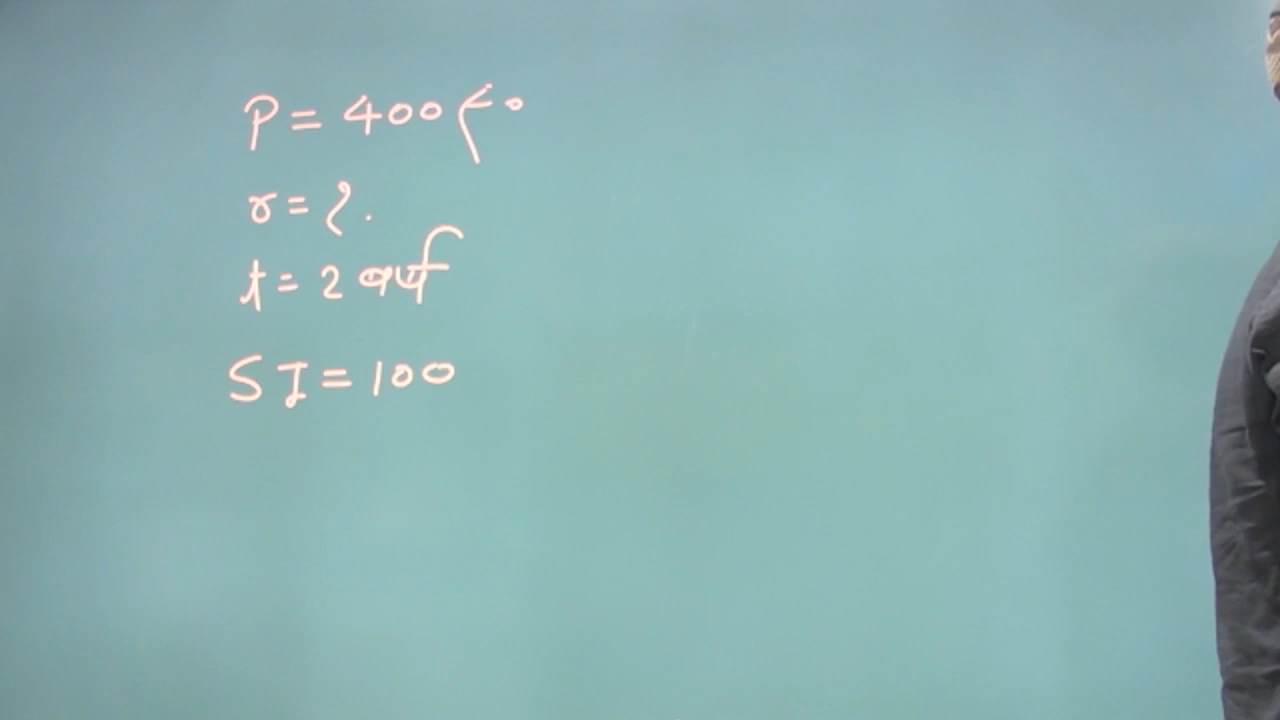 P = 400 रु०
r = ?.
t = 2 वर्ष
SI = 100